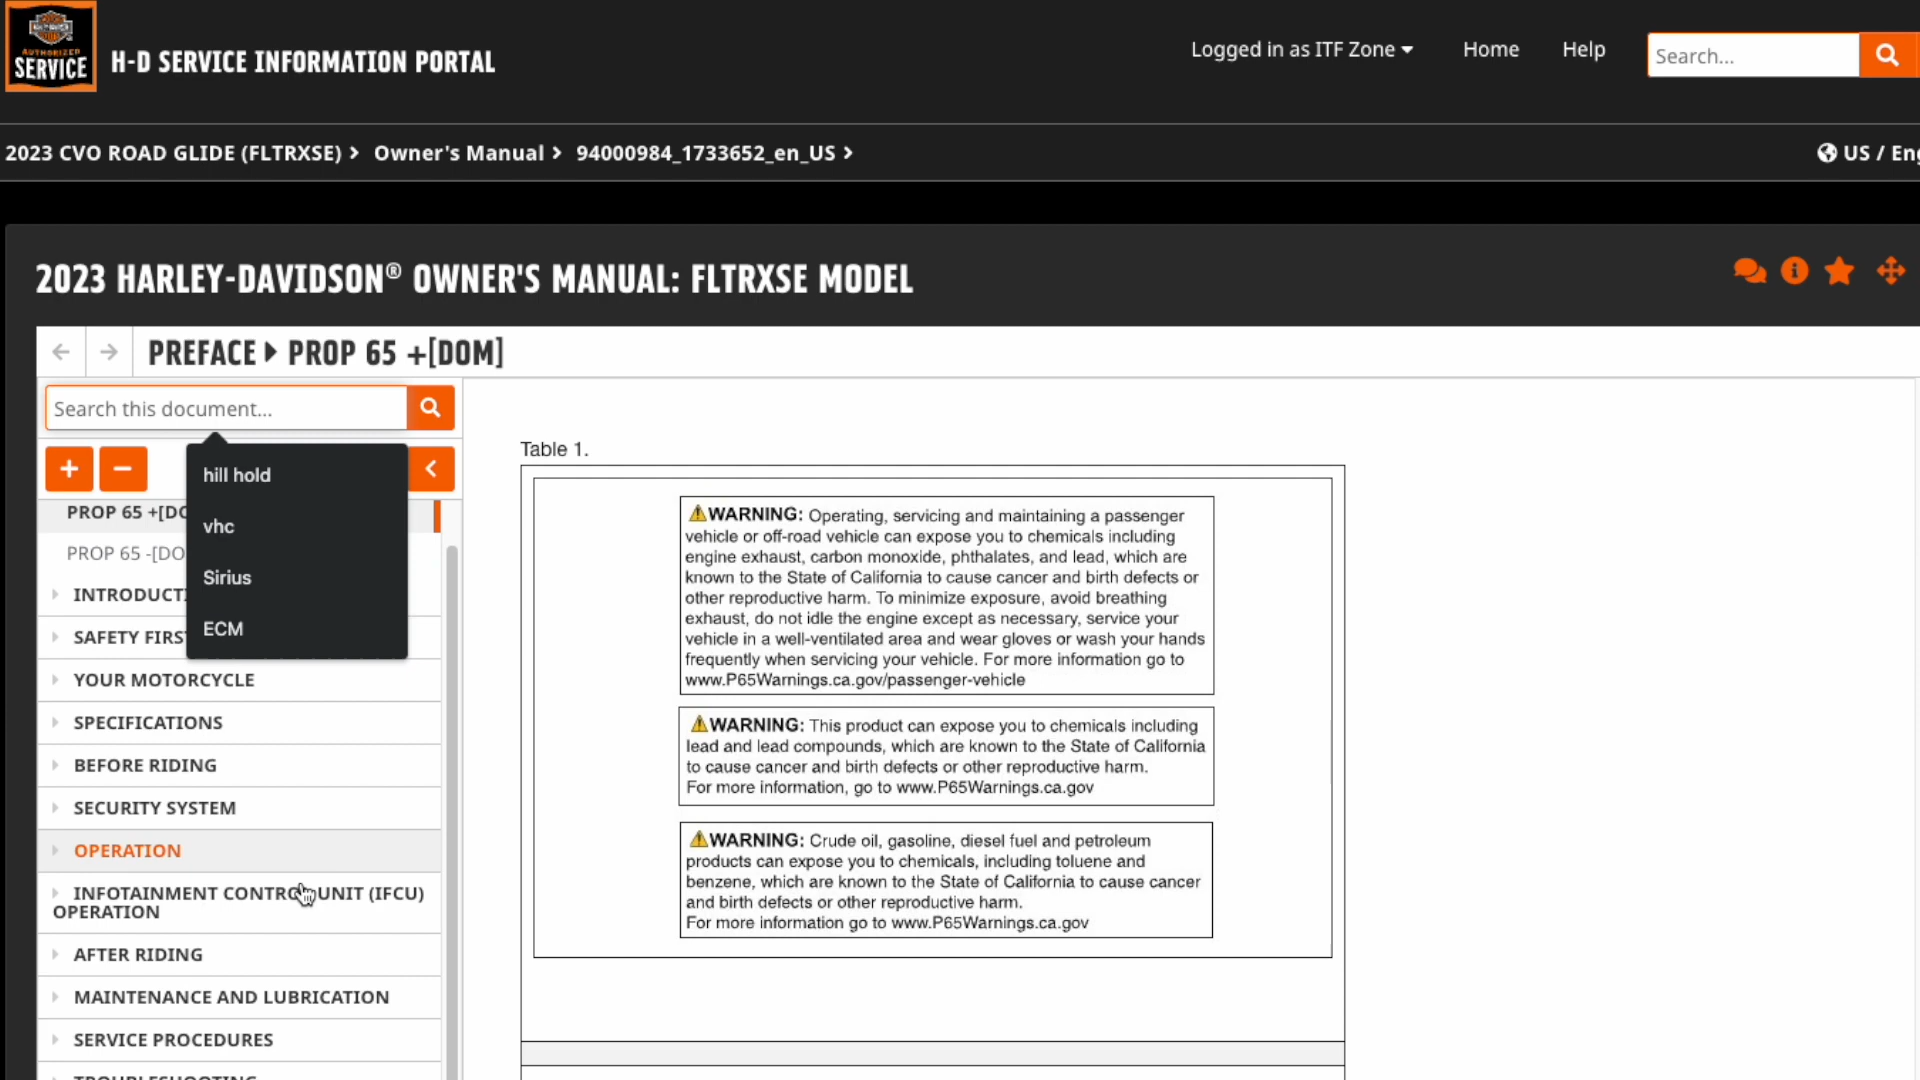 AUTHORIZED
SERVICE
H-D SERVICE INFORMATION PORTAL
Logged in as ITF Zone
Home
Help
Search...
2023 CVO ROAD GLIDE (FLTRXSE) > Owner's Manual > 94000984_1733652_en_US >
US / Eng
2023 HARLEY-DAVIDSON® OWNER'S MANUAL: FLTRXSE MODEL
PREFACE ▶ PROP 65 +[DOM]
Search this document...
hill hold
vhc
Sirius
ECM
PROP 65 +[DO
PROP 65 -[DO
INTRODUCTI
SAFETY FIRS
YOUR MOTORCYCLE
SPECIFICATIONS
BEFORE RIDING
SECURITY SYSTEM
OPERATION
INFOTAINMENT CONTROL UNIT (IFCU)
OPERATION
AFTER RIDING
MAINTENANCE AND LUBRICATION
SERVICE PROCEDURES
TROUBLESHOOTING
Table 1.
⚠WARNING: Operating, servicing and maintaining a passenger
vehicle or off-road vehicle can expose you to chemicals including
engine exhaust, carbon monoxide, phthalates, and lead, which are
known to the State of California to cause cancer and birth defects or
other reproductive harm. To minimize exposure, avoid breathing
exhaust, do not idle the engine except as necessary, service your
vehicle in a well-ventilated area and wear gloves or wash your hands
frequently when servicing your vehicle. For more information go to
www.P65Warnings.ca.gov/passenger-vehicle
⚠WARNING: This product can expose you to chemicals including
lead and lead compounds, which are known to the State of California
to cause cancer and birth defects or other reproductive harm.
For more information, go to www.P65Warnings.ca.gov
⚠WARNING: Crude oil, gasoline, diesel fuel and petroleum
products can expose you to chemicals, including toluene and
benzene, which are known to the State of California to cause cancer
and birth defects or other reproductive harm.
For more information go to www.P65Warnings.ca.gov